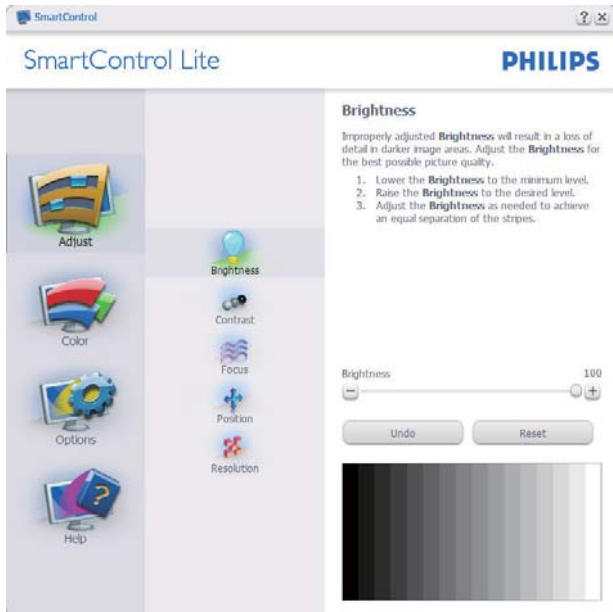 SmartControl
SmartControl Lite
PHILIPS
Adjust
Color
Options
Help
Brightness
Contrast
Focus
Position
Resolution
Brightness
Improperly adjusted Brightness will result in a loss of
detail in darker image areas. Adjust the Brightness for
the best possible picture quality.
1. Lower the Brightness to the minimum level.
2. Raise the Brightness to the desired level.
3. Adjust the Brightness as needed to achieve
an equal separation of the stripes.
Brightness 100
Undo Reset